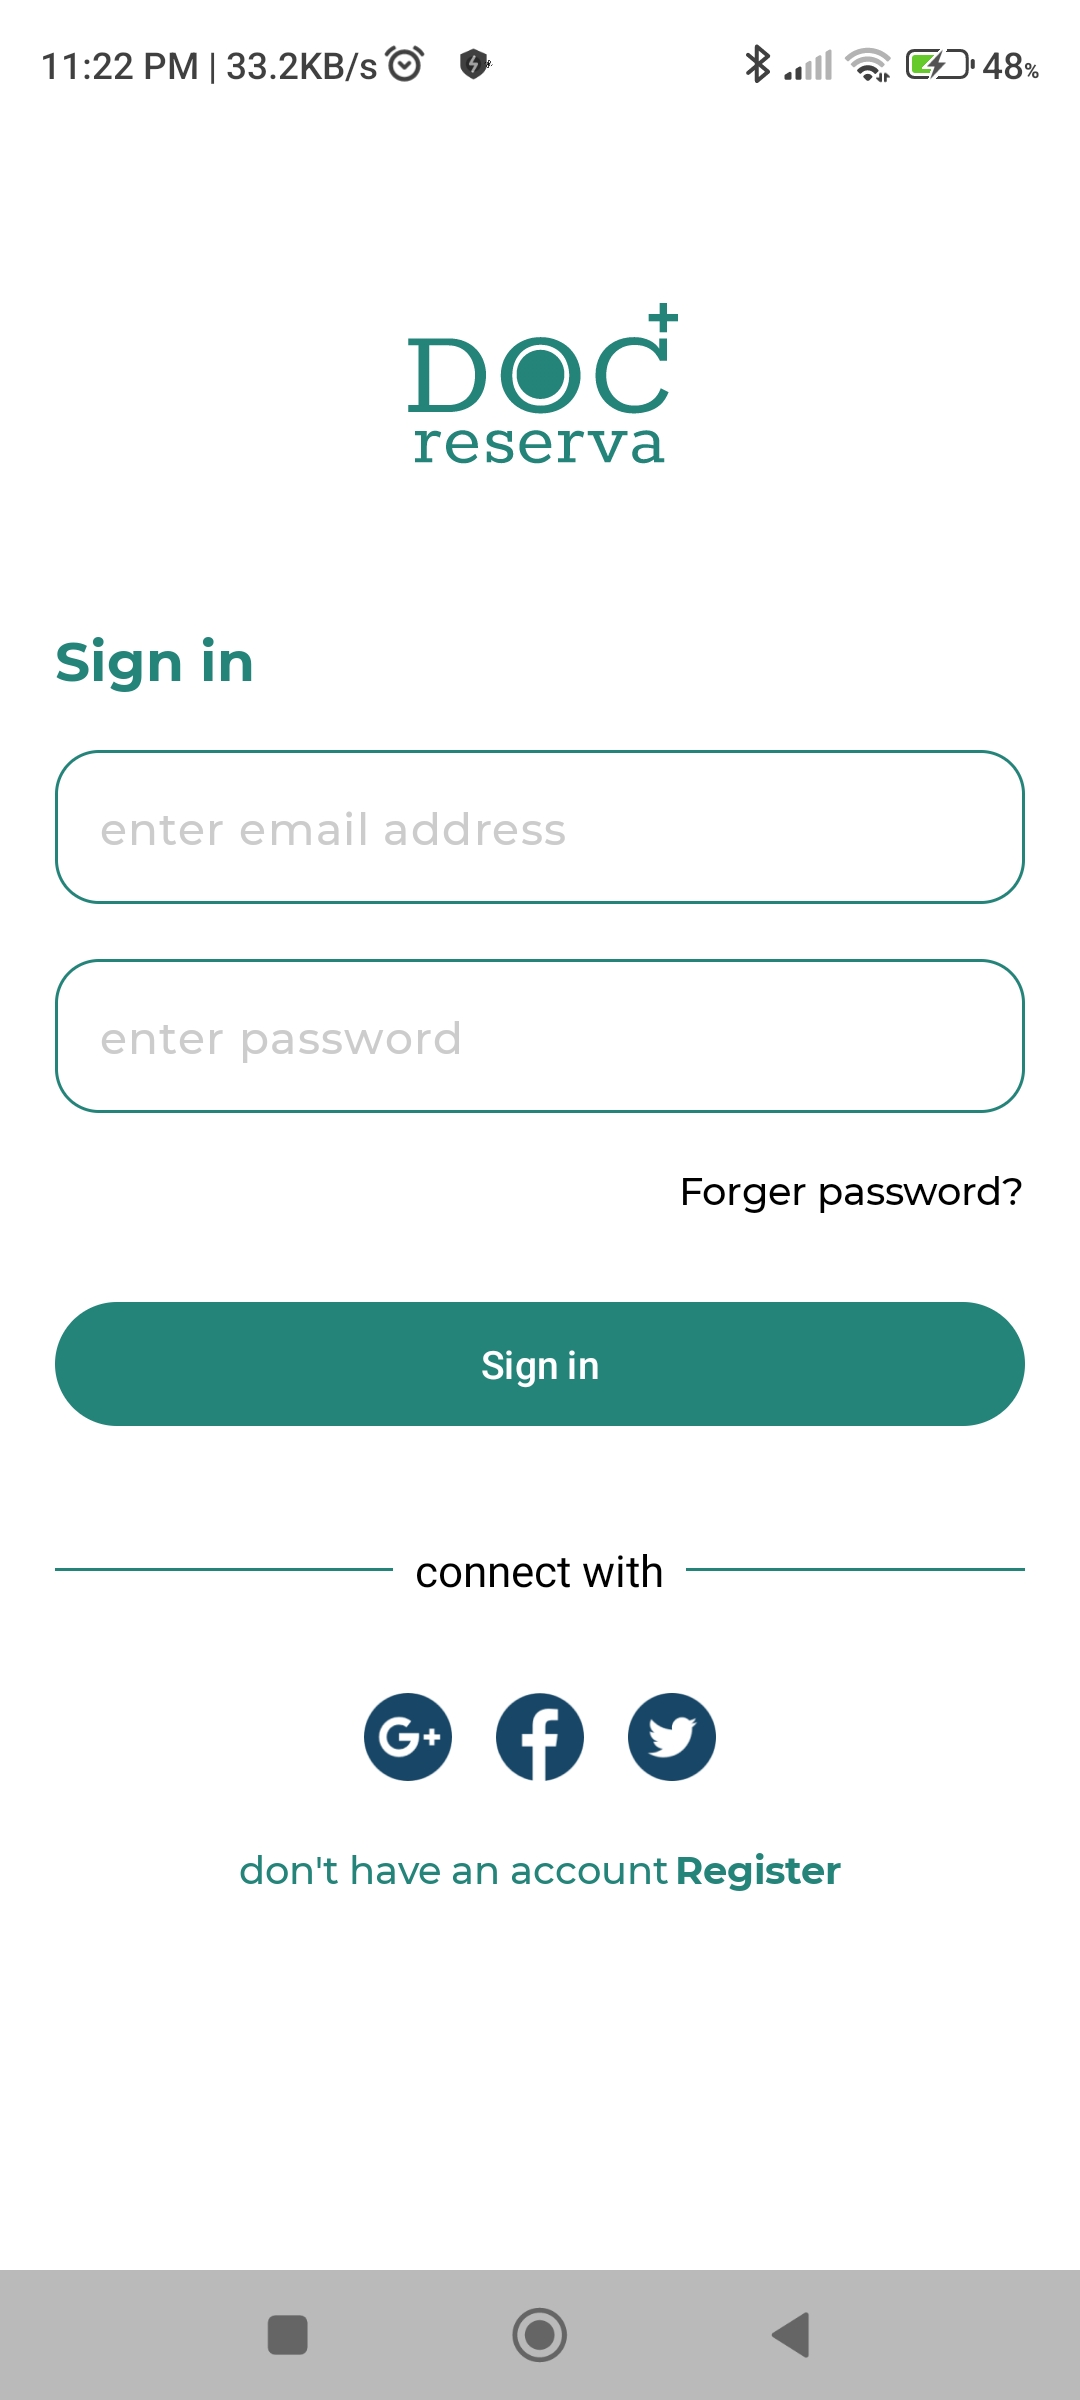 11:22 PM | 33.2KB/s 48%
DOC+
reserva
Sign in
enter email address
enter password
Forger password?
Sign in
connect with
G+
don't have an account Register